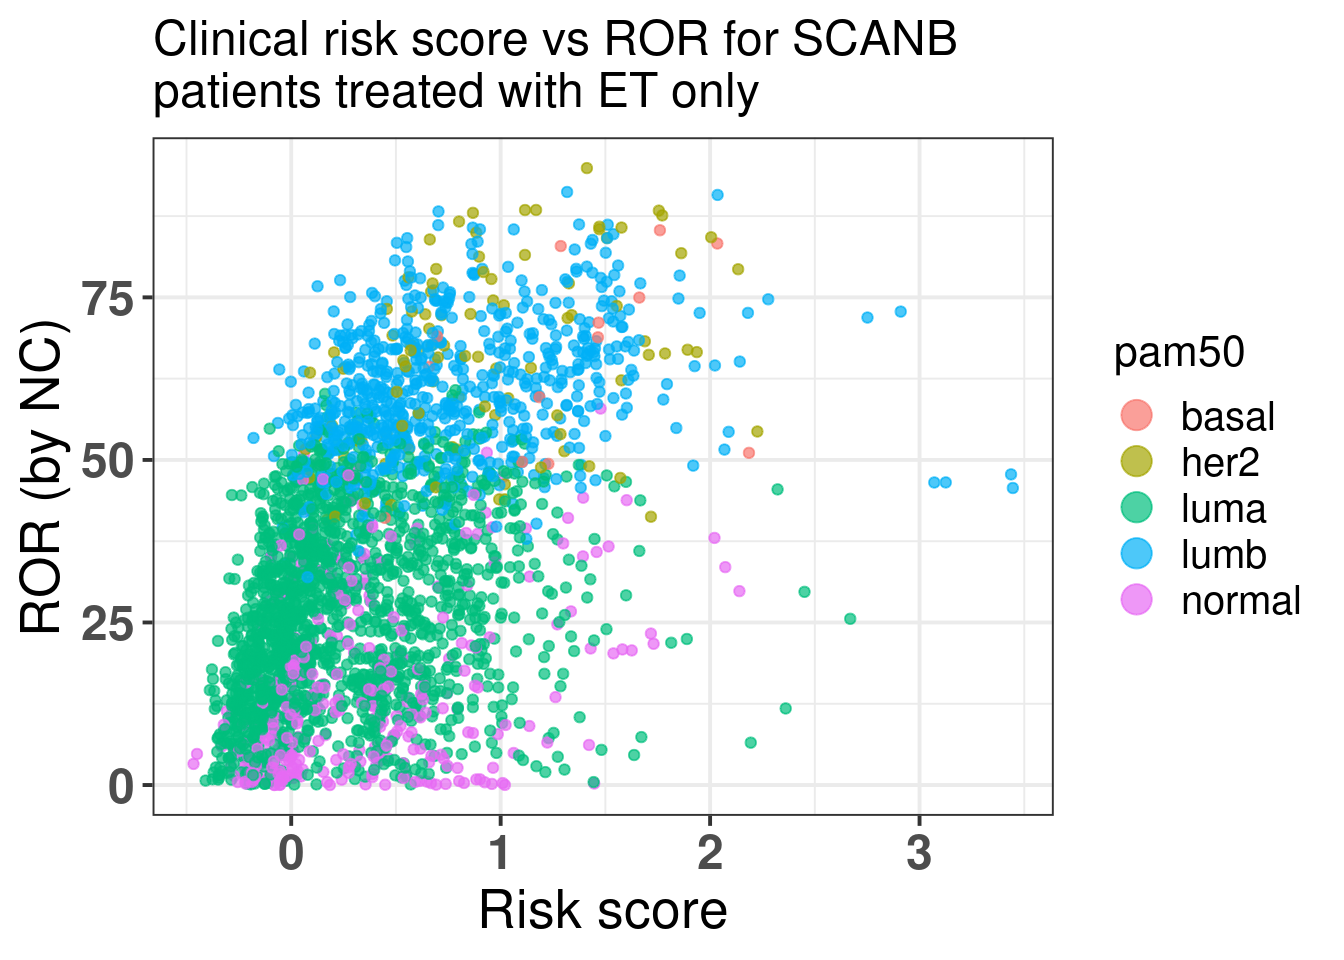 Clinical risk score vs ROR for SCANB
patients treated with ET only
ROR (by NC)
75
50
25
0
0 1 2 3
Risk score
pam50
basal
her2
luma
lumb
normal